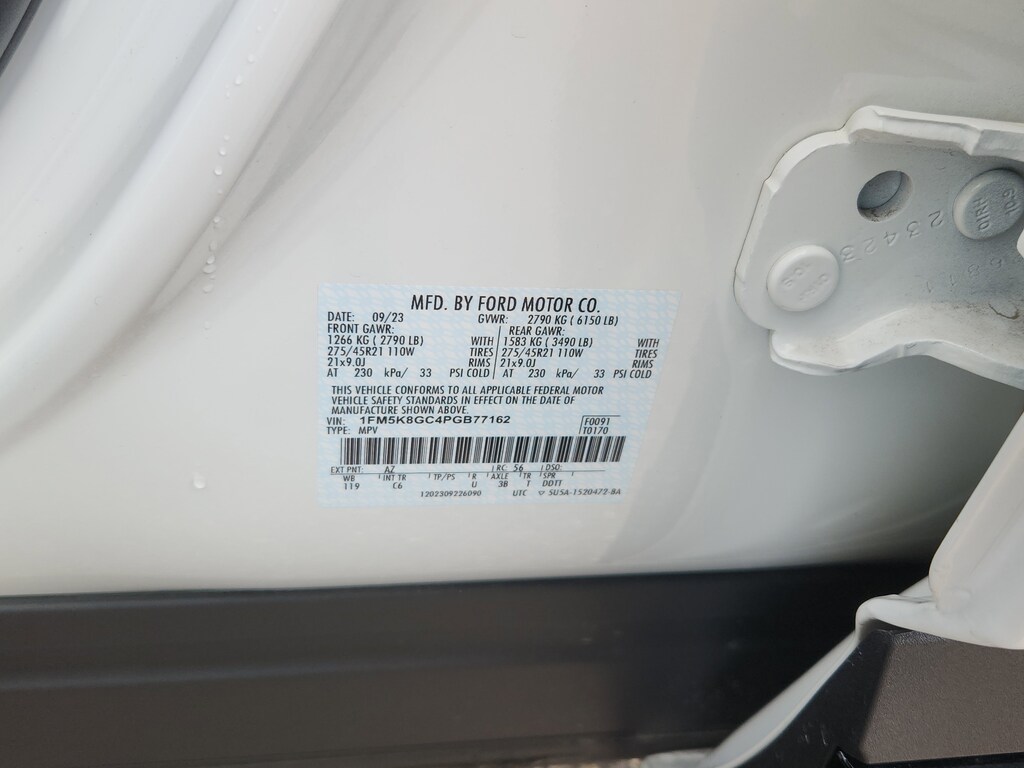 MFD. BY FORD MOTOR CO.
DATE: 09/23 GVWR: 2790 KG ( 6150 LB)
FRONT GAWR: REAR GAWR:
1266 KG ( 2790 LB) WITH 1583 KG ( 3490 LB) WITH
275/45R21 110W TIRES 275/45R21 110W TIRES
21x9.0J RIMS 21x9.0J RIMS
AT 230 kPa/ 33 PSI COLD AT 230 kPa/ 33 PSI COLD
THIS VEHICLE CONFORMS TO ALL APPLICABLE FEDERAL MOTOR
VEHICLE SAFETY STANDARDS IN EFFECT ON THE DATE OF
MANUFACTURE SHOWN ABOVE.
VIN: 1FM5K8GC4PGB77162 F0091
TYPE: MPV T0170
EXT PNT: AZ RC: 56 DSO:
WB INT TR TP/PS R AXLE TR SPR
119 C6 U 3B T DDTT
1202309226090 UTC ▽ SU5A-1520472-BA
23423
10.9